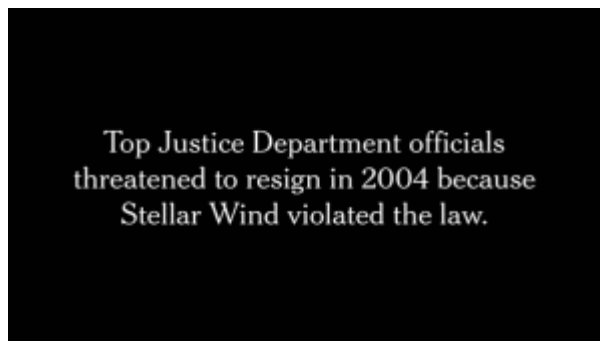 Top Justice Department officials
threatened to resign in 2004 because
Stellar Wind violated the law.